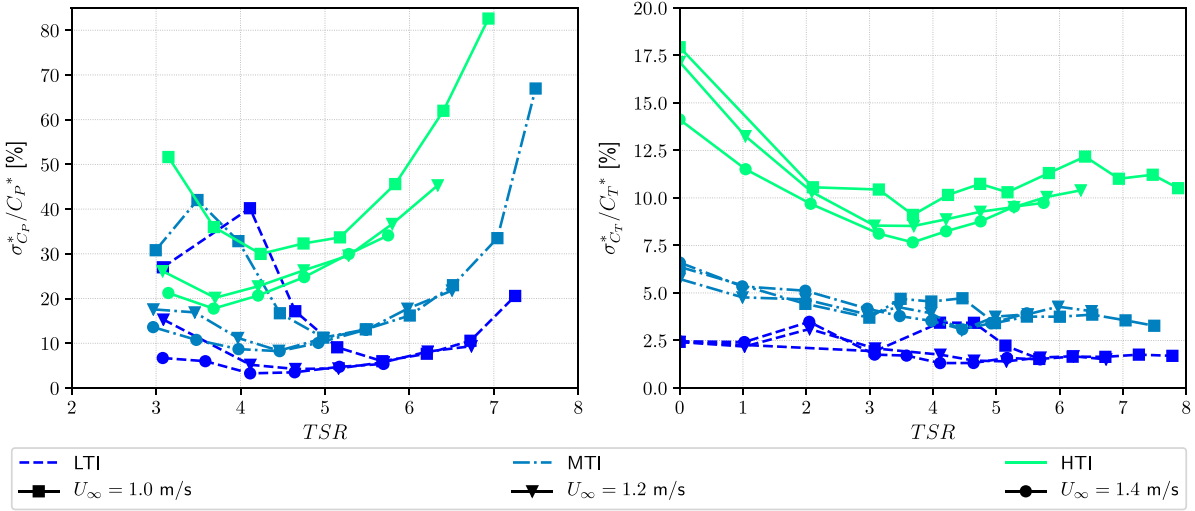 σ*_{C_P}/C_P* [%]
80
70
60
50
40
30
20
10
0
2 3 4 5 6 7 8
TSR
σ*_{C_T}/C_T* [%]
20.0
17.5
15.0
12.5
10.0
7.5
5.0
2.5
0.0
0 1 2 3 4 5 6 7 8
TSR
LTI MTI HTI
U_∞ = 1.0 m/s U_∞ = 1.2 m/s U_∞ = 1.4 m/s